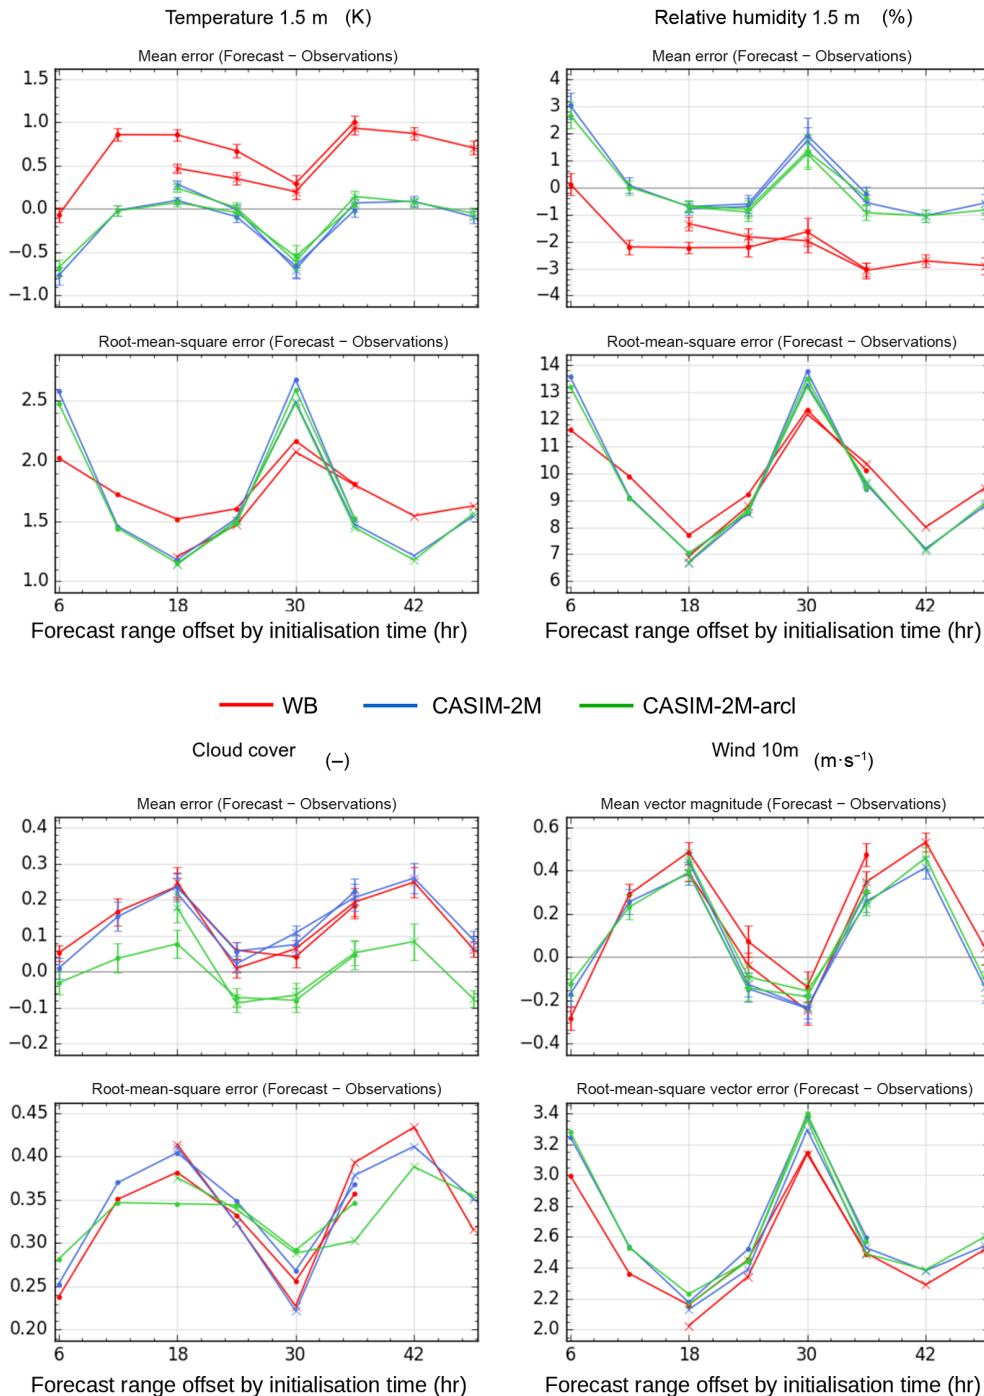 Temperature 1.5 m (K)
Mean error (Forecast − Observations)
1.5
1.0
0.5
0.0
−0.5
−1.0
Root-mean-square error (Forecast − Observations)
2.5
2.0
1.5
1.0
6 18 30 42
Forecast range offset by initialisation time (hr)
Relative humidity 1.5 m (%)
Mean error (Forecast − Observations)
4
3
2
1
0
−1
−2
−3
−4
Root-mean-square error (Forecast − Observations)
14
13
12
11
10
9
8
7
6
6 18 30 42
Forecast range offset by initialisation time (hr)
WB CASIM-2M CASIM-2M-arcl
Cloud cover (–)
Mean error (Forecast − Observations)
0.4
0.3
0.2
0.1
0.0
−0.1
−0.2
Root-mean-square error (Forecast − Observations)
0.45
0.40
0.35
0.30
0.25
0.20
6 18 30 42
Forecast range offset by initialisation time (hr)
Wind 10m (m·s⁻¹)
Mean vector magnitude (Forecast − Observations)
0.6
0.4
0.2
0.0
−0.2
−0.4
Root-mean-square vector error (Forecast − Observations)
3.4
3.2
3.0
2.8
2.6
2.4
2.2
2.0
6 18 30 42
Forecast range offset by initialisation time (hr)